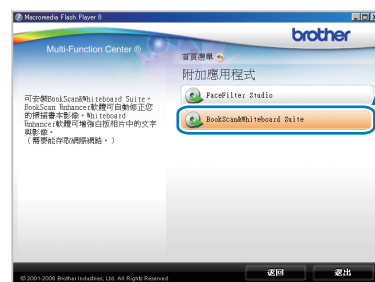 Macromedia Flash Player 8
brother
Multi-Function Center ®
首頁選單
附加應用程式
FaceFilter Studio
BookScan&Whiteboard Suite
可安裝BookScan&Whiteboard Suite。
BookScan Enhancer軟體可自動修正您
的掃描書本影像。Whiteboard
Enhancer軟體可增強白板相片中的文字
與影像。
(需要能存取網際網路。)
© 2001-2008 Brother Industries, Ltd. All Rights Reserved.
返回
退出